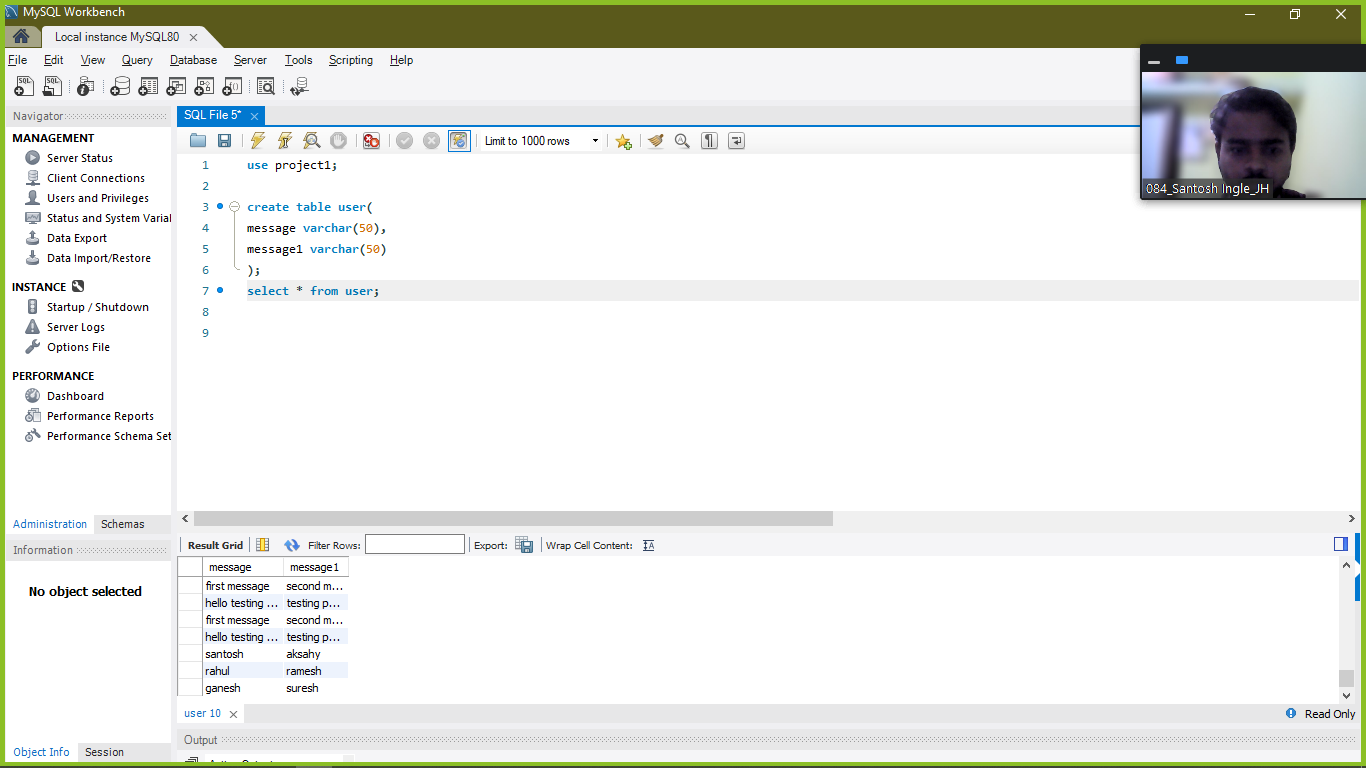 MySQL Workbench
Local instance MySQL80
File Edit View Query Database Server Tools Scripting Help
Navigator
MANAGEMENT
Server Status
Client Connections
Users and Privileges
Status and System Varial
Data Export
Data Import/Restore
INSTANCE
Startup / Shutdown
Server Logs
Options File
PERFORMANCE
Dashboard
Performance Reports
Performance Schema Set
Administration Schemas
Information
No object selected
Object Info Session
SQL File 5*
Limit to 1000 rows
1 use project1;
2
3 create table user(
4 message varchar(50),
5 message1 varchar(50)
6 );
7 select * from user;
8
9
084_Santosh Ingle_JH
Result Grid Filter Rows: Export: Wrap Cell Content:
message message1
first message second m...
hello testing ... testing p...
first message second m...
hello testing ... testing p...
santosh aksahy
rahul ramesh
ganesh suresh
user 10
Read Only
Output